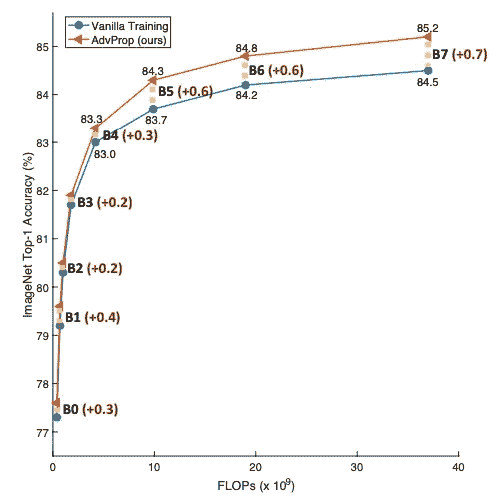 Vanilla Training
AdvProp (ours)
ImageNet Top-1 Accuracy (%)
85
84
83
82
81
80
79
78
77
85.2
B7 (+0.7)
84.5
84.8
B6 (+0.6)
84.2
84.3
B5 (+0.6)
83.7
83.3
B4 (+0.3)
83.0
B3 (+0.2)
B2 (+0.2)
B1 (+0.4)
B0 (+0.3)
0 10 20 30 40
FLOPs (x 10⁹)